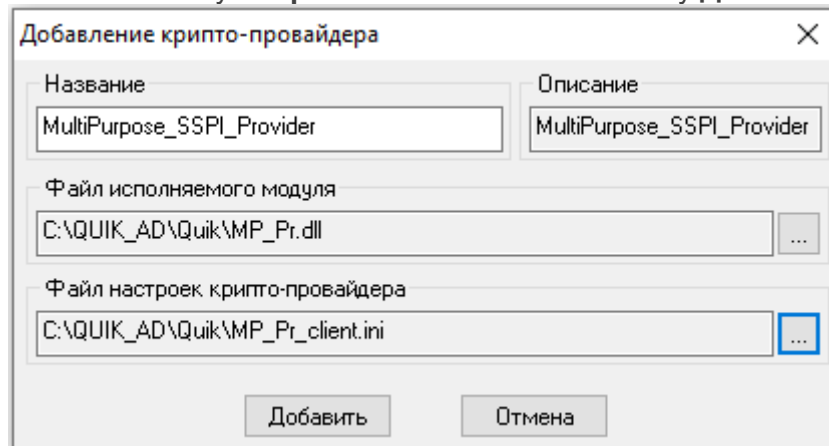 Добавление крипто-провайдера
Название
Описание
MultiPurpose_SSPI_Provider
MultiPurpose_SSPI_Provider
Файл исполняемого модуля
C:\QUIK_AD\Quik\MP_Pr.dll
...
Файл настроек крипто-провайдера
C:\QUIK_AD\Quik\MP_Pr_client.ini
...
Добавить
Отмена